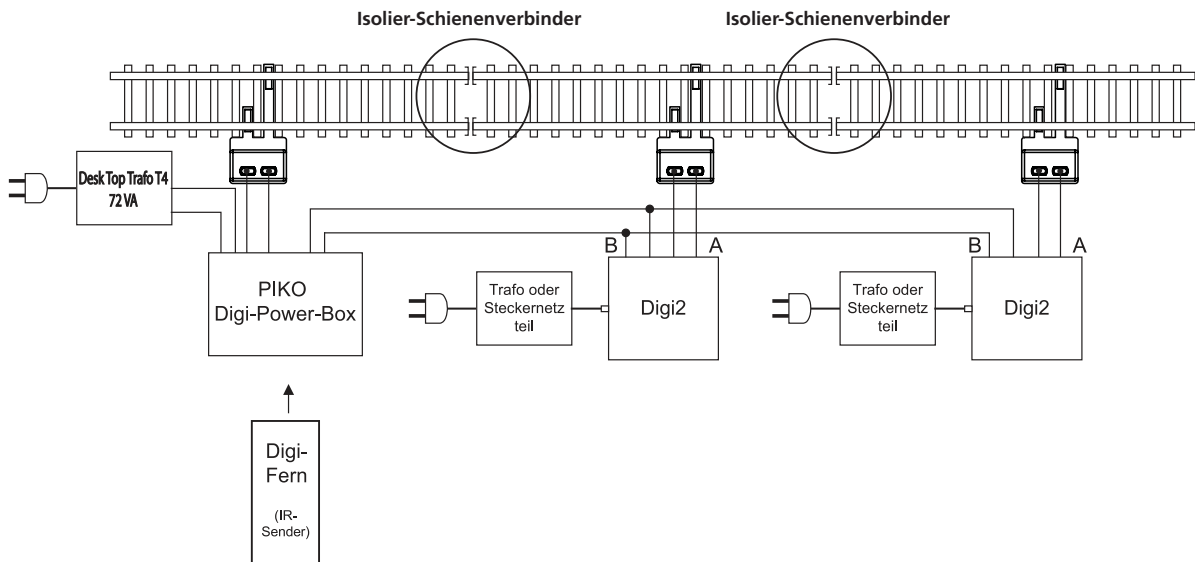 Isolier-Schienenverbinder
Isolier-Schienenverbinder
Desk Top Trafo T4
72 VA
PIKO
Digi-Power-Box
Digi-
Fern
(IR-
Sender)
Trafo oder
Steckernetz
teil
B
A
Digi2
Trafo oder
Steckernetz
teil
B
A
Digi2